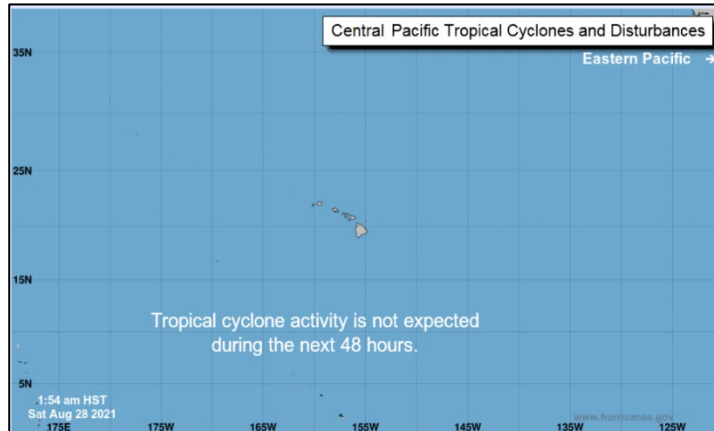 Central Pacific Tropical Cyclones and Disturbances
Eastern Pacific →
35N
25N
15N
Tropical cyclone activity is not expected
during the next 48 hours.
5N
1:54 am HST
Sat Aug 28 2021
www.hurricanes.gov
175E
175W
165W
155W
145W
135W
125W